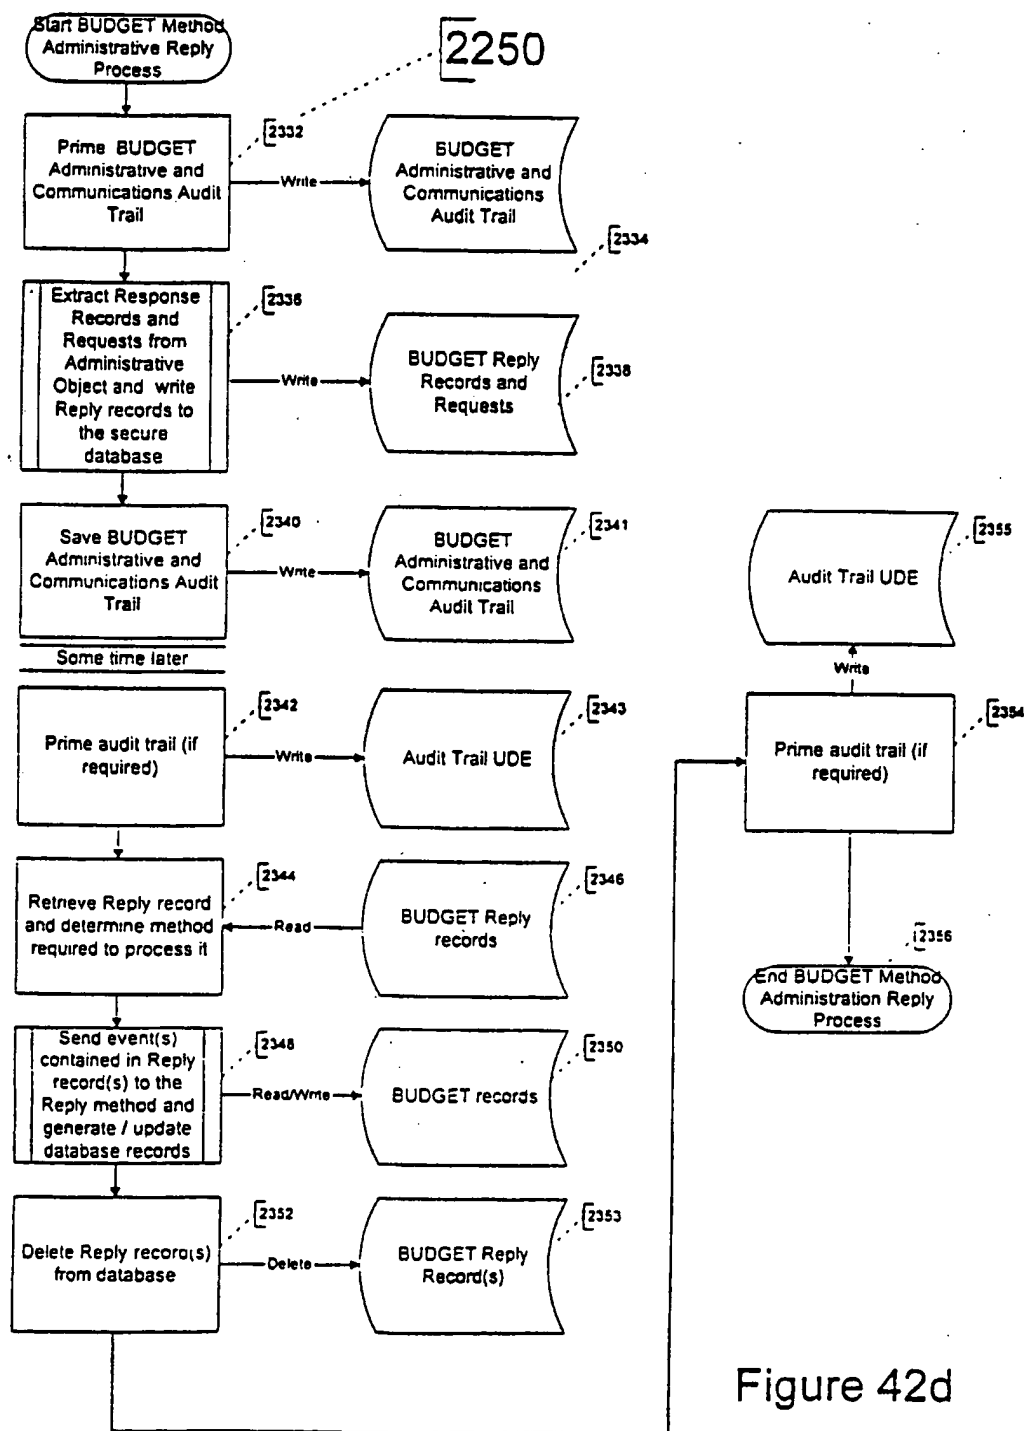 Start BUDGET Method
Administrative Reply
Process
2250
2332
Prime BUDGET
Administrative and
Communications Audit
Trail
Write
BUDGET
Administrative and
Communications
Audit Trail
2334
2336
Extract Response
Records and
Requests from
Administrative
Object and write
Reply records to
the secure
database
Write
BUDGET Reply
Records and
Requests
2338
2340
Save BUDGET
Administrative and
Communications Audit
Trail
Write
BUDGET
Administrative and
Communications
Audit Trail
2341
Some time later
2342
Prime audit trail (if
required)
Write
Audit Trail UDE
2343
2344
Retrieve Reply record
and determine method
required to process it
Read
BUDGET Reply
records
2346
2348
Send event(s)
contained in Reply
record(s) to the
Reply method and
generate / update
database records
Read/Write
BUDGET records
2350
2352
Delete Reply record(s)
from database
Delete
BUDGET Reply
Record(s)
2353
2355
Audit Trail UDE
Write
2354
Prime audit trail (if
required)
2356
End BUDGET Method
Administration Reply
Process
Figure 42d